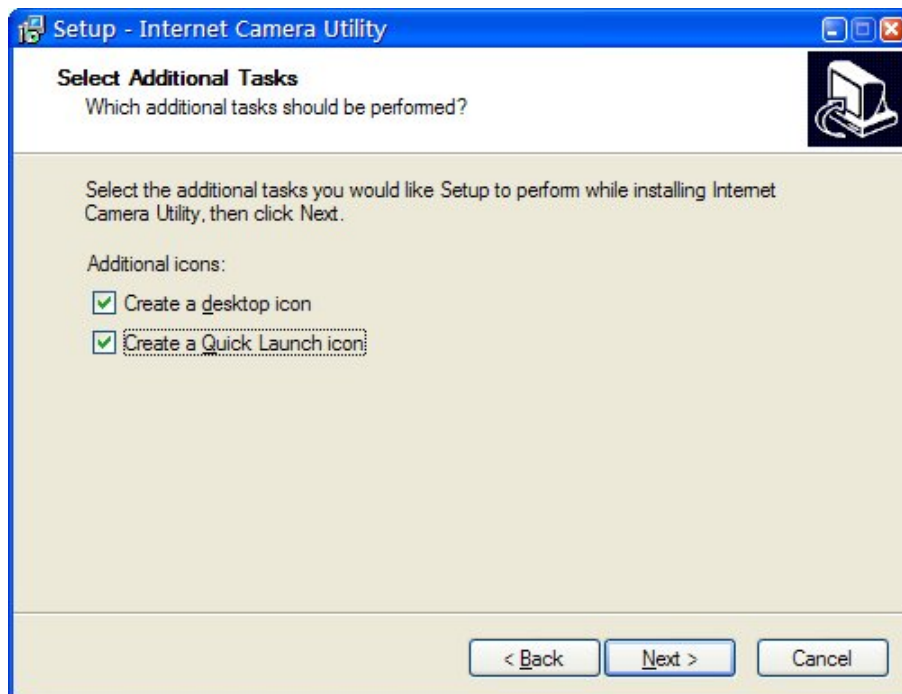 Setup - Internet Camera Utility
Select Additional Tasks
Which additional tasks should be performed?
Select the additional tasks you would like Setup to perform while installing Internet
Camera Utility, then click Next.
Additional icons:
Create a desktop icon
Create a Quick Launch icon
< Back
Next >
Cancel